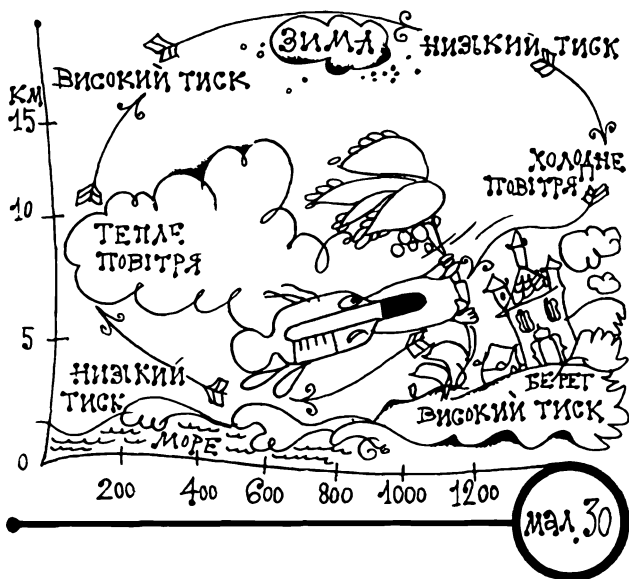 ЗИМА
НИЗЬКИЙ ТИСК
ВИСОКИЙ ТИСК
КМ
15
ХОЛОДНЕ
ПОВІТРЯ
10
ТЕПЛЕ
ПОВІТРЯ
5
НИЗЬКИЙ
ТИСК
БЕРЕГ
ВИСОКИЙ ТИСК
МОРЕ
0
200 400 600 800 1000 1200
мал. 30